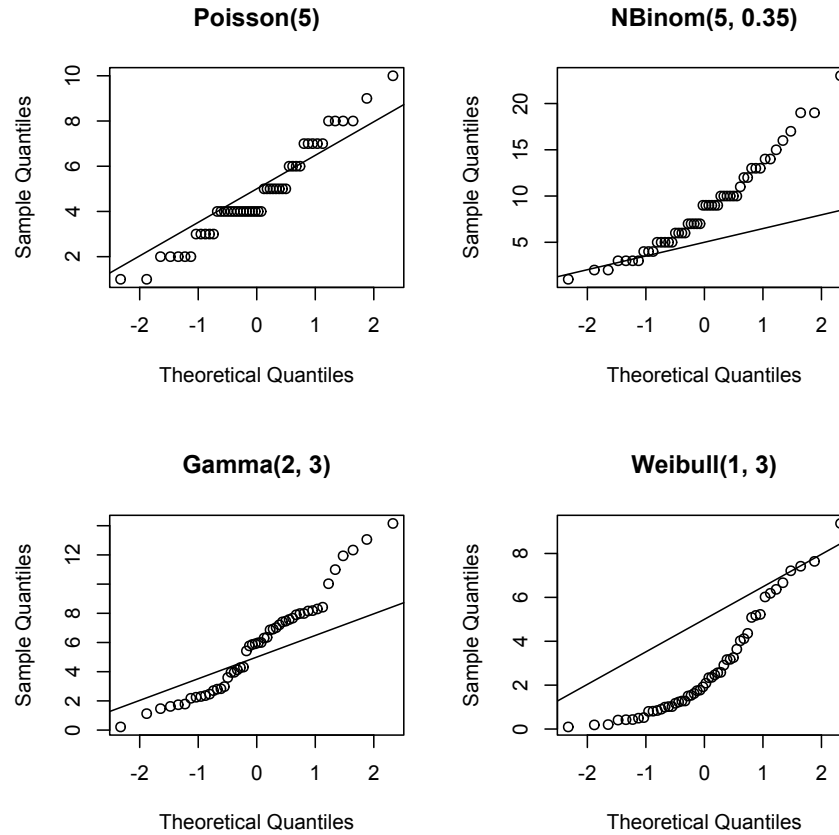 Poisson(5)
Sample Quantiles
2 4 6 8 10
-2 -1 0 1 2
Theoretical Quantiles
NBinom(5, 0.35)
Sample Quantiles
5 10 15 20
-2 -1 0 1 2
Theoretical Quantiles
Gamma(2, 3)
Sample Quantiles
0 2 4 6 8 12
-2 -1 0 1 2
Theoretical Quantiles
Weibull(1, 3)
Sample Quantiles
0 2 4 6 8
-2 -1 0 1 2
Theoretical Quantiles